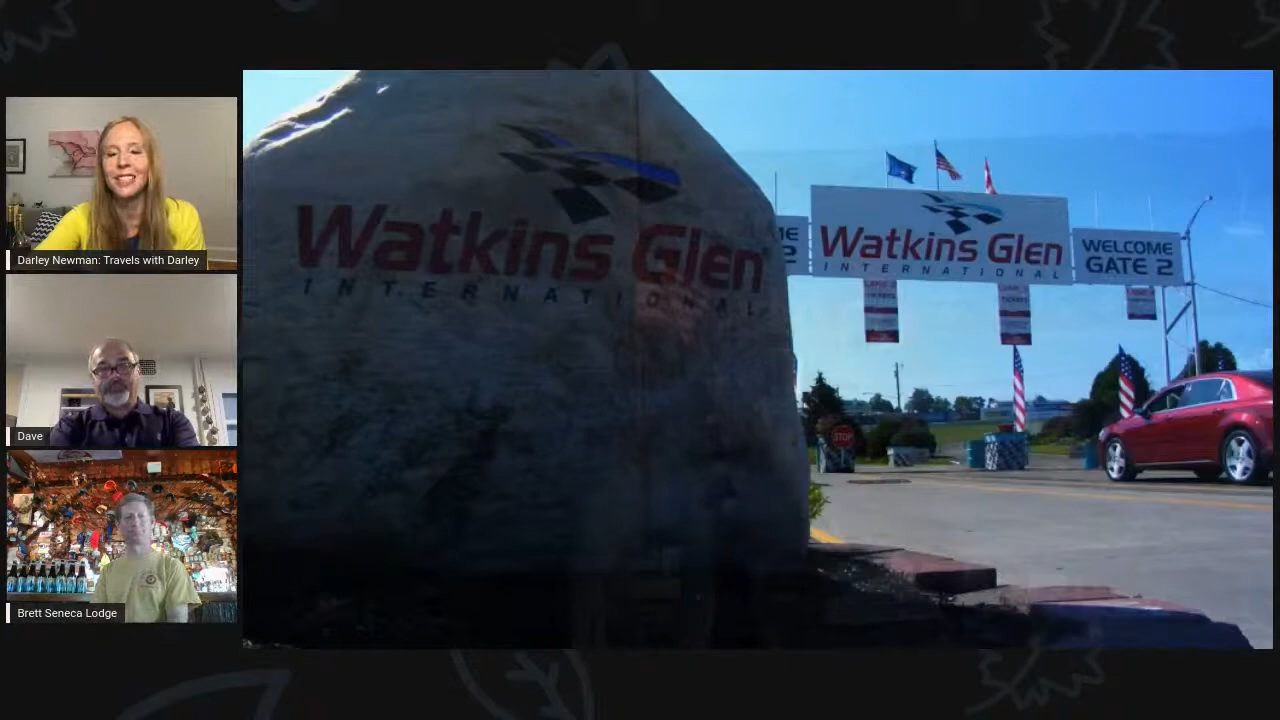 Darley Newman: Travels with Darley
Dave
Brett Seneca Lodge
Watkins Glen
INTERNATIONAL
Watkins Glen
INTERNATIONAL
WELCOME
GATE 2
STOP